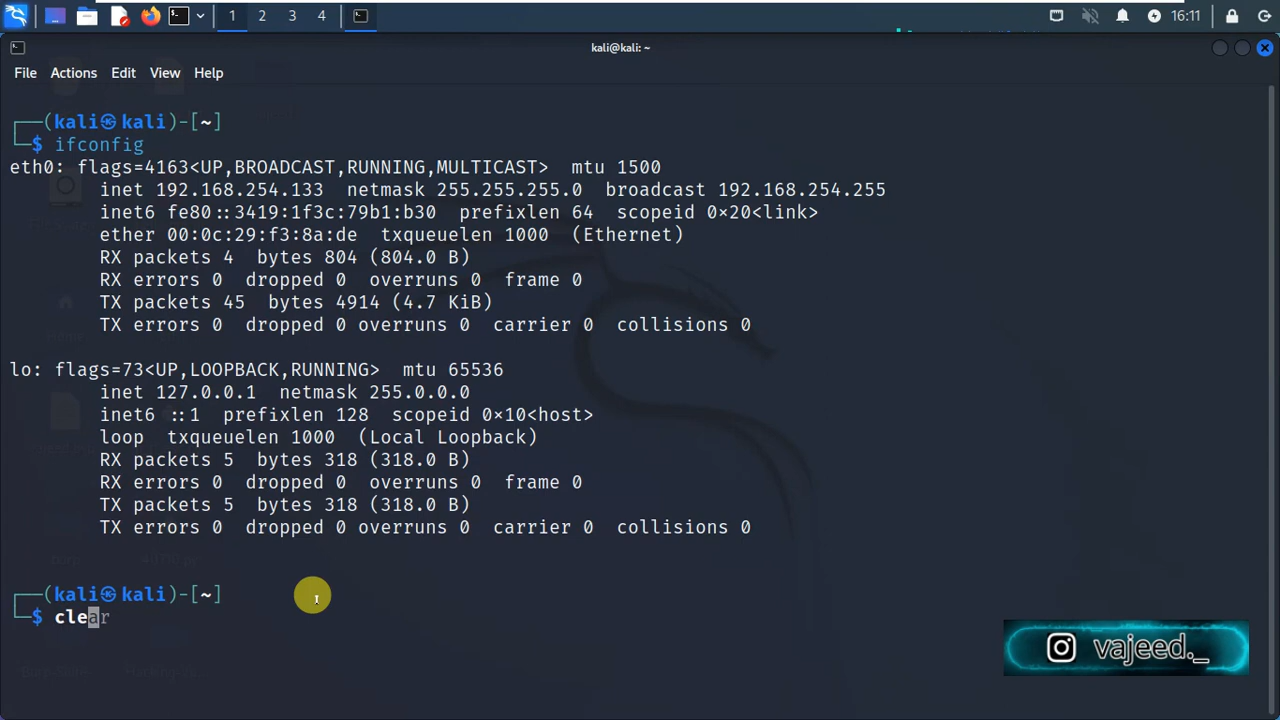 1 2 3 4
16:11
kali@kali: ~
File Actions Edit View Help
┌──(kali㉿kali)-[~]
└─$ ifconfig
eth0: flags=4163<UP,BROADCAST,RUNNING,MULTICAST>  mtu 1500
inet 192.168.254.133  netmask 255.255.255.0  broadcast 192.168.254.255
inet6 fe80::3419:1f3c:79b1:b30  prefixlen 64  scopeid 0×20<link>
ether 00:0c:29:f3:8a:de  txqueuelen 1000  (Ethernet)
RX packets 4  bytes 804 (804.0 B)
RX errors 0  dropped 0  overruns 0  frame 0
TX packets 45  bytes 4914 (4.7 KiB)
TX errors 0  dropped 0 overruns 0  carrier 0  collisions 0
lo: flags=73<UP,LOOPBACK,RUNNING>  mtu 65536
inet 127.0.0.1  netmask 255.0.0.0
inet6 ::1  prefixlen 128  scopeid 0×10<host>
loop  txqueuelen 1000  (Local Loopback)
RX packets 5  bytes 318 (318.0 B)
RX errors 0  dropped 0  overruns 0  frame 0
TX packets 5  bytes 318 (318.0 B)
TX errors 0  dropped 0 overruns 0  carrier 0  collisions 0
┌──(kali㉿kali)-[~]
└─$ clear
vajeed._